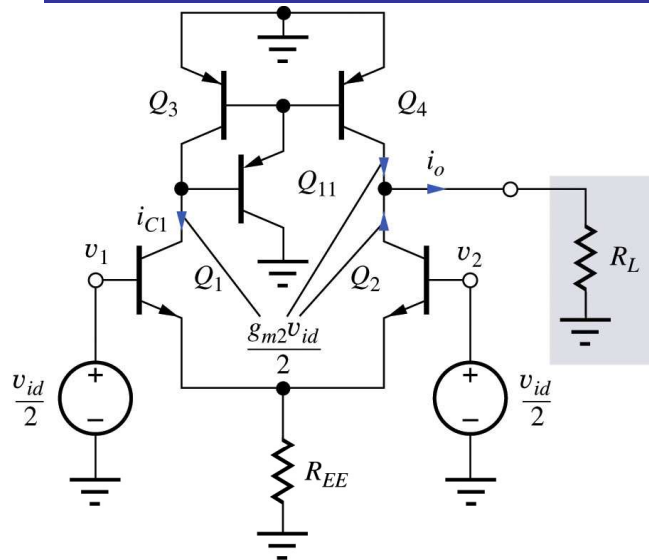 Q3
Q4
Q11
io
iC1
v1
Q1
Q2
v2
RL
gm2vid
2
vid
2
vid
2
REE
+
−
+
−